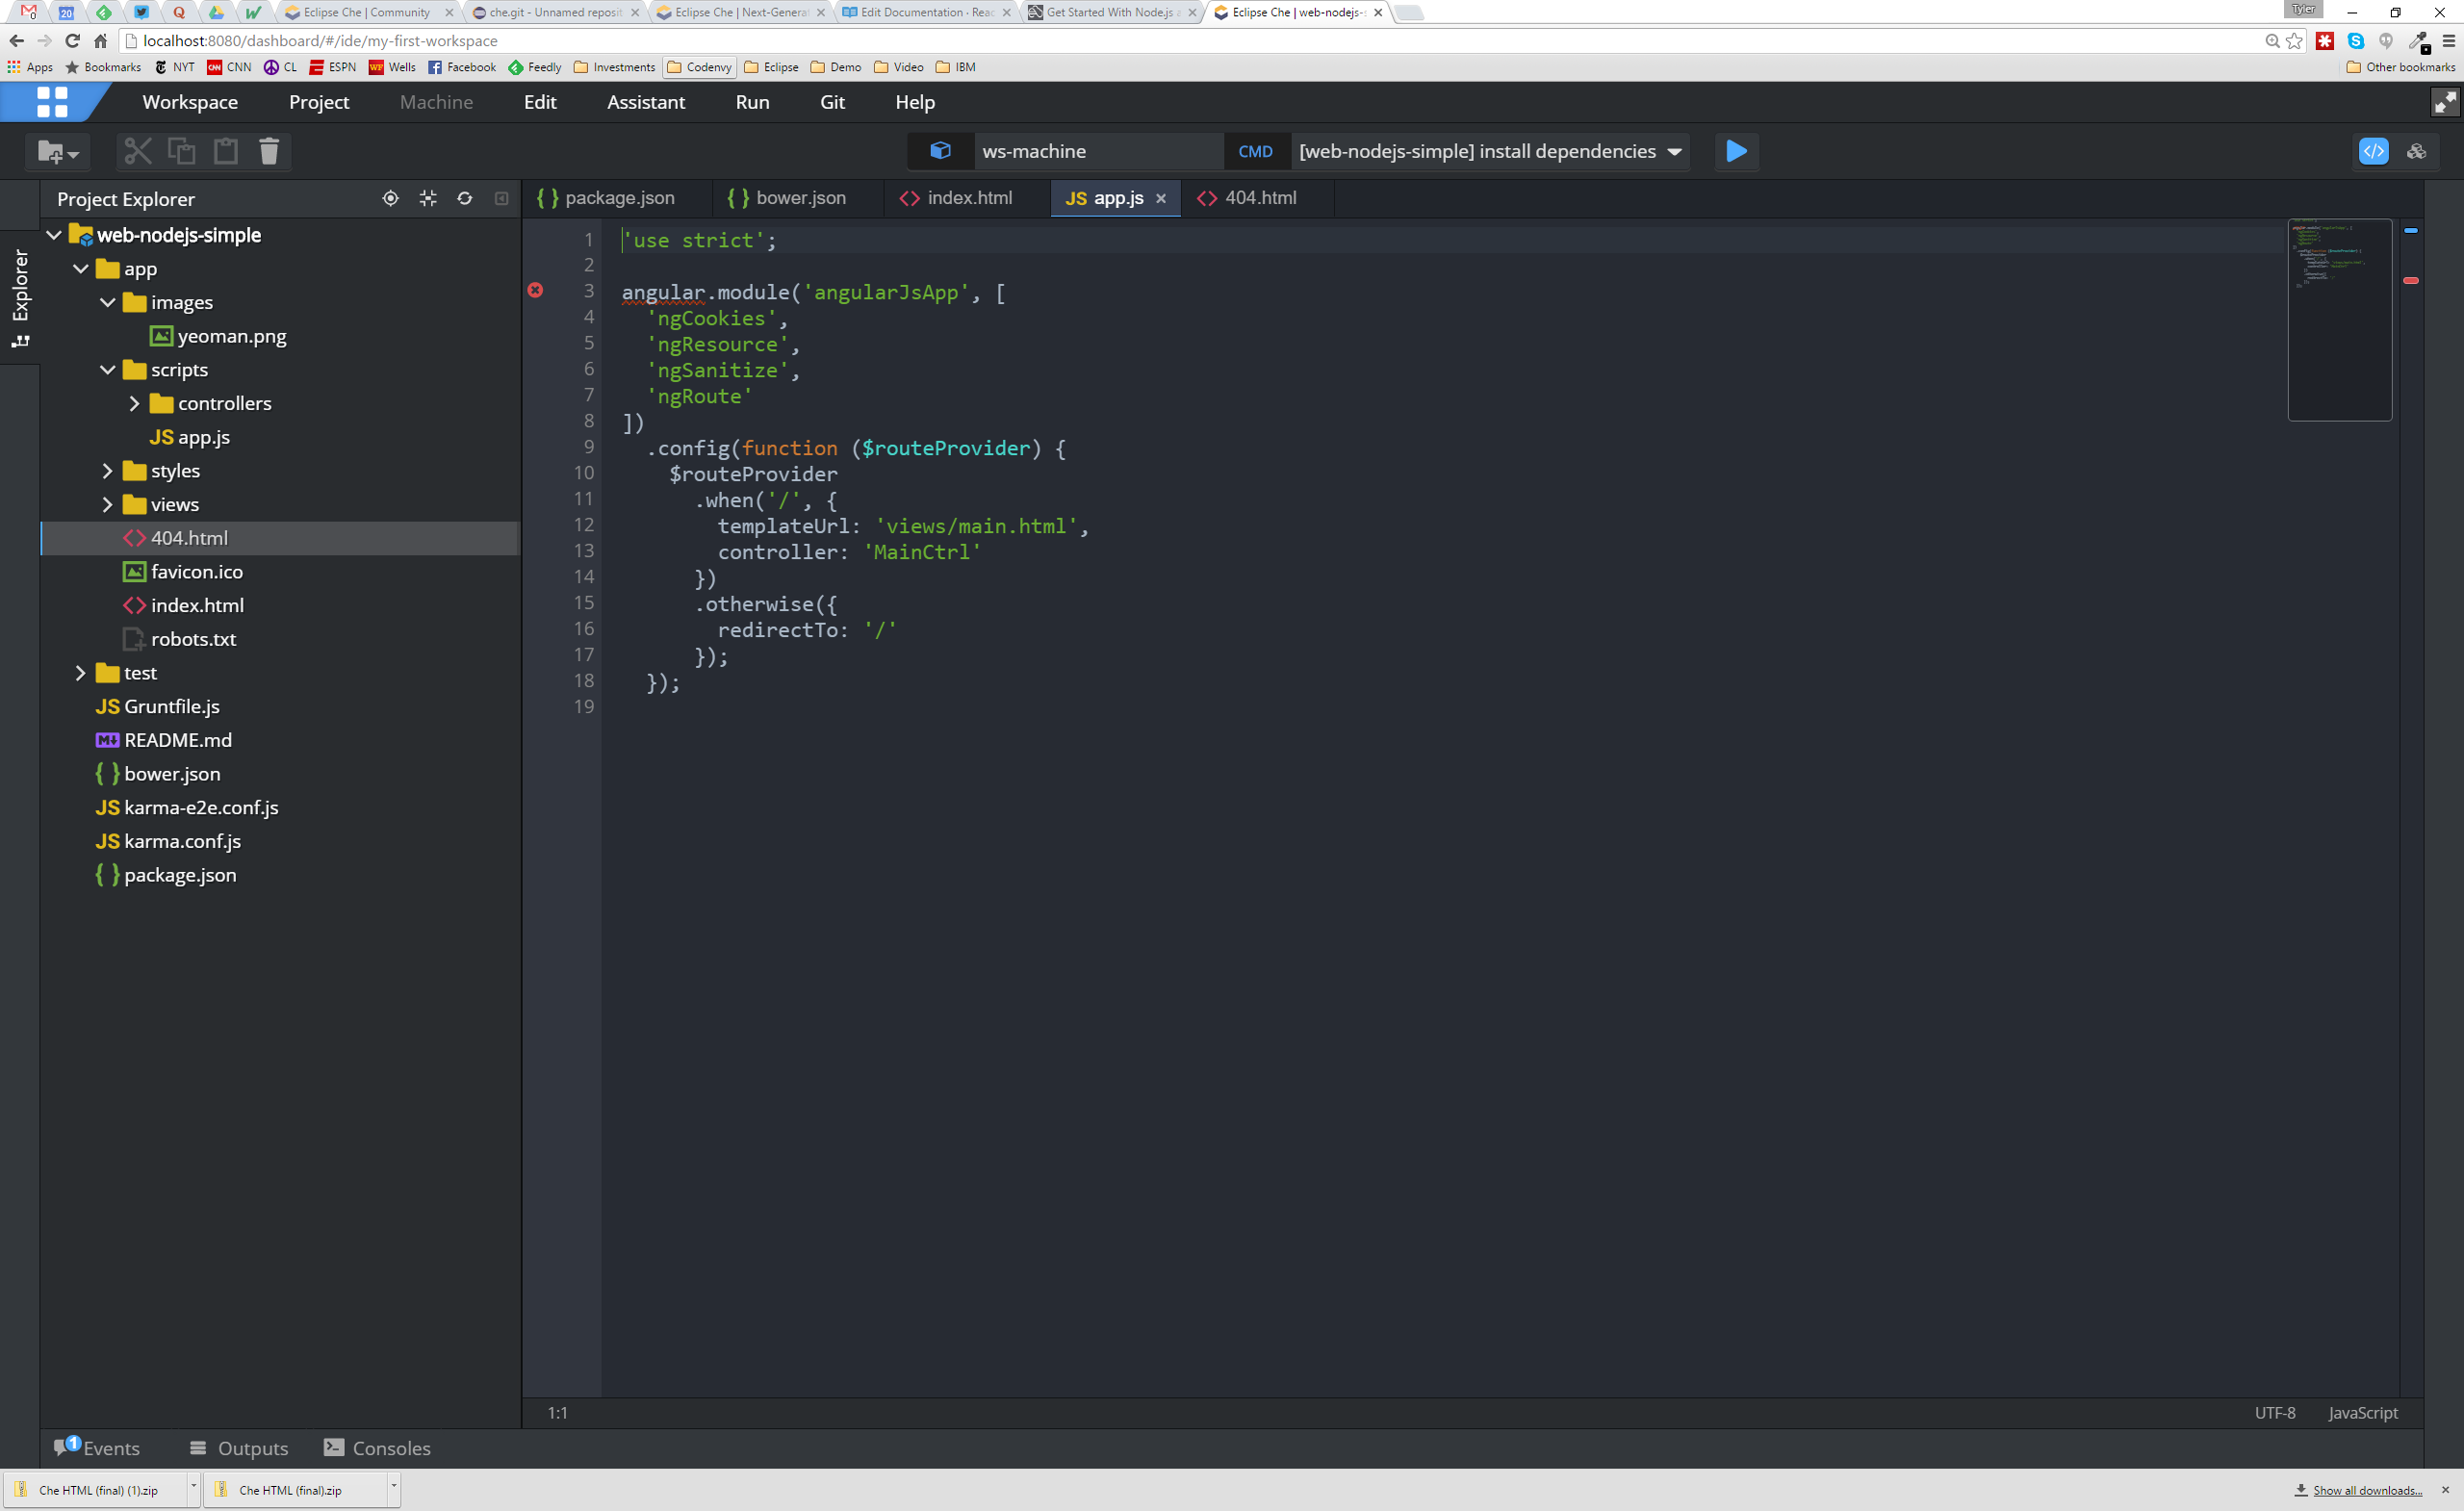 Eclipse Che | Community
che.git - Unnamed reposit
Eclipse Che | Next-Genera
Edit Documentation · Rea
Get Started With Node.js a
Eclipse Che | web-nodejs-s
Tyler
localhost:8080/dashboard/#/ide/my-first-workspace
Apps Bookmarks NYT CNN CL ESPN Wells Facebook Feedly Investments Codenvy Eclipse Demo Video IBM Other bookmarks
Workspace Project Machine Edit Assistant Run Git Help
ws-machine CMD [web-nodejs-simple] install dependencies
Project Explorer
package.json bower.json index.html JS app.js 404.html
Explorer
web-nodejs-simple
app
images
yeoman.png
scripts
controllers
JS app.js
styles
views
404.html
favicon.ico
index.html
robots.txt
test
JS Gruntfile.js
README.md
{ } bower.json
JS karma-e2e.conf.js
JS karma.conf.js
{ } package.json
1 'use strict';
2
3 angular.module('angularJsApp', [
4 'ngCookies',
5 'ngResource',
6 'ngSanitize',
7 'ngRoute'
8 ])
9 .config(function ($routeProvider) {
10 $routeProvider
11 .when('/', {
12 templateUrl: 'views/main.html',
13 controller: 'MainCtrl'
14 })
15 .otherwise({
16 redirectTo: '/'
17 });
18 });
19
1:1 UTF-8 JavaScript
1 Events Outputs Consoles
Che HTML (final) (1).zip Che HTML (final).zip Show all downloads...